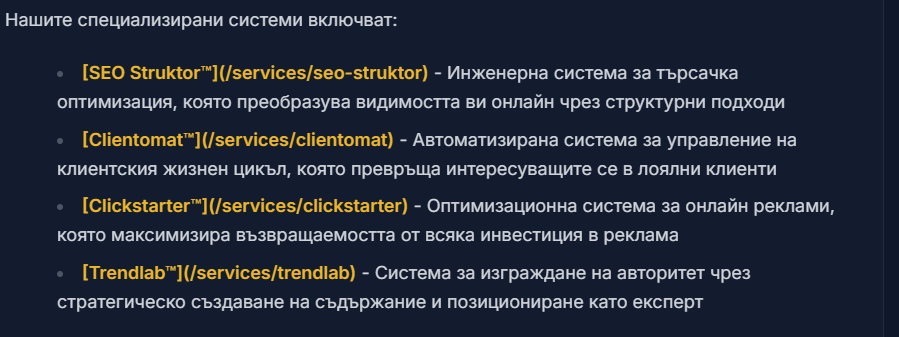 Нашите специализирани системи включват:
• [SEO Struktor™](/services/seo-struktor) - Инженерна система за търсачка
оптимизация, която преобразува видимостта ви онлайн чрез структурни подходи
• [Clientomat™](/services/clientomat) - Автоматизирана система за управление на
клиентския жизнен цикъл, която превръща интересуващите се в лоялни клиенти
• [Clickstarter™](/services/clickstarter) - Оптимизационна система за онлайн реклами,
която максимизира възвращаемостта от всяка инвестиция в реклама
• [Trendlab™](/services/trendlab) - Система за изграждане на авторитет чрез
стратегическо създаване на съдържание и позициониране като експерт